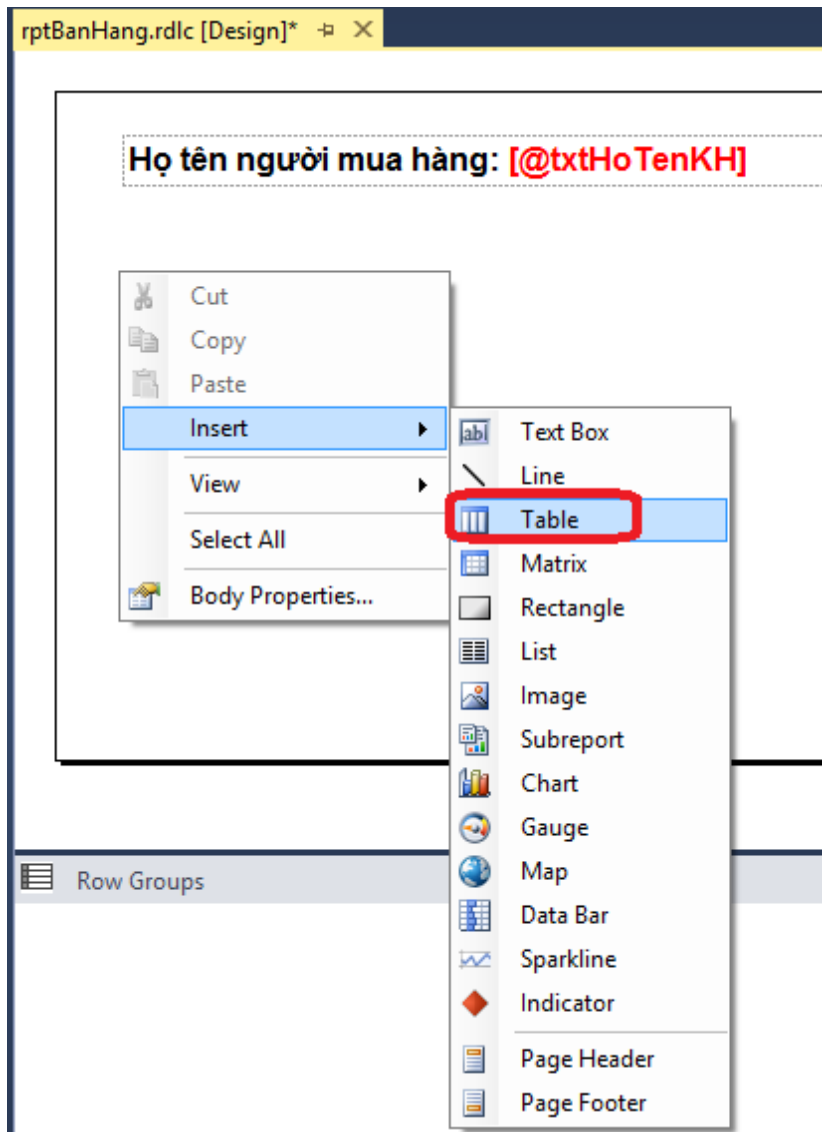 rptBanHang.rdlc [Design]*
Họ tên người mua hàng: [@txtHoTenKH]
Cut
Copy
Paste
Insert
View
Select All
Body Properties...
abl Text Box
Line
Table
Matrix
Rectangle
List
Image
Subreport
Chart
Gauge
Map
Data Bar
Sparkline
Indicator
Page Header
Page Footer
Row Groups